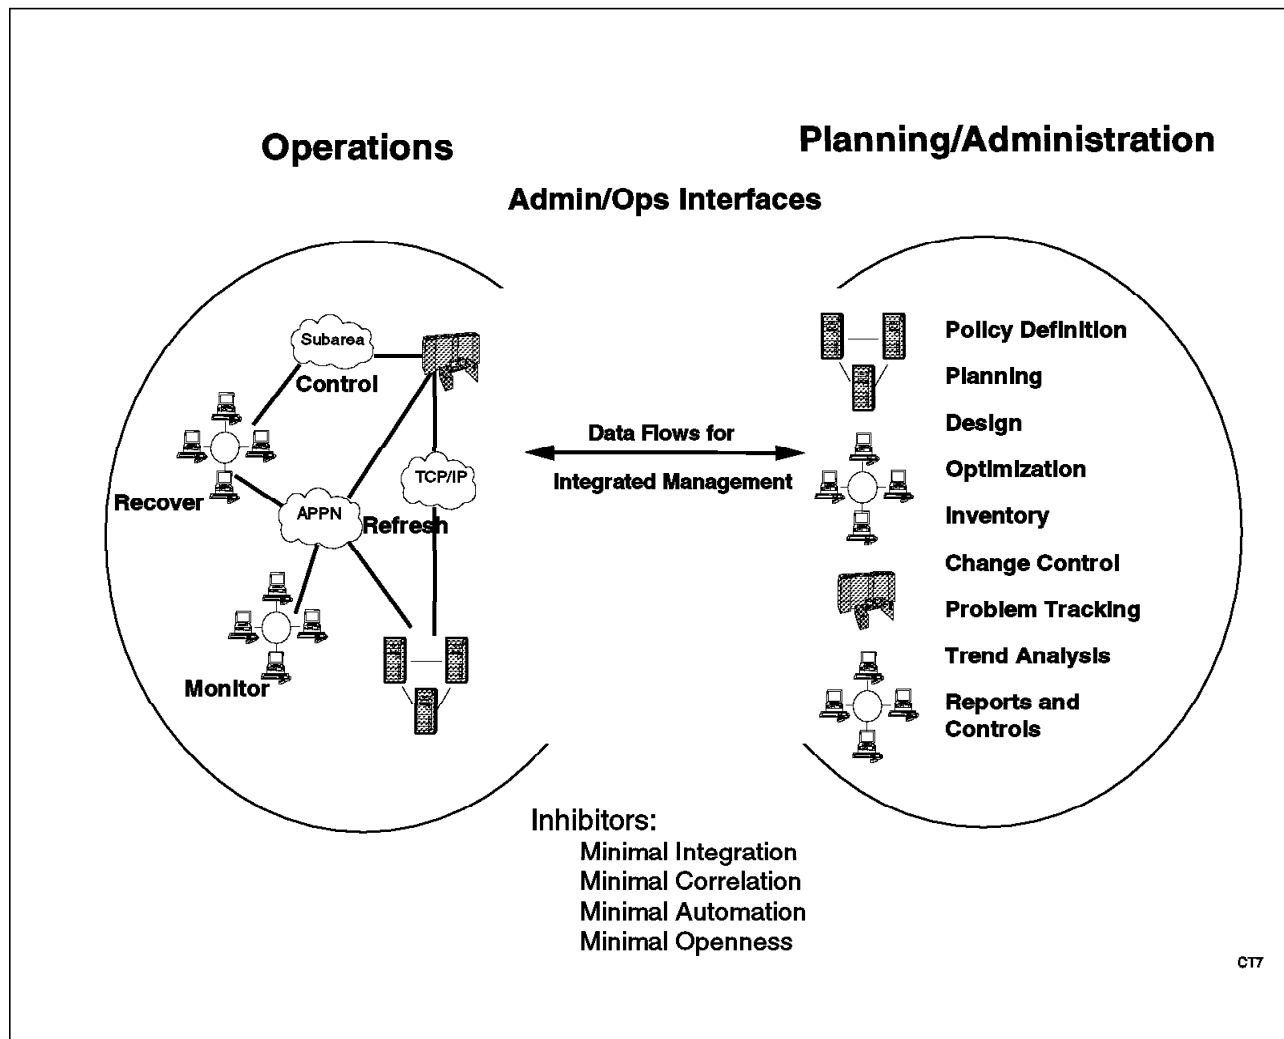 Operations
Planning/Administration
Admin/Ops Interfaces
Subarea
Control
Recover
APPN
TCP/IP
Refresh
Monitor
Data Flows for
Integrated Management
Policy Definition
Planning
Design
Optimization
Inventory
Change Control
Problem Tracking
Trend Analysis
Reports and
Controls
Inhibitors:
Minimal Integration
Minimal Correlation
Minimal Automation
Minimal Openness
CT7